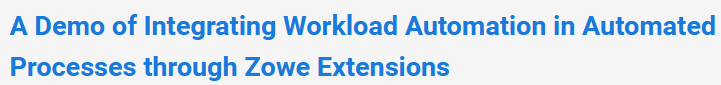 A Demo of Integrating Workload Automation in Automated
Processes through Zowe Extensions